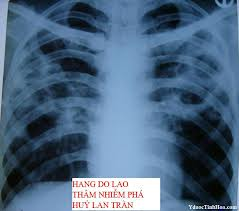 HANG DO LAO
THÂM NHIỄM PHÁ
HUỶ LAN TRÀN
YduocTinhHoa.com